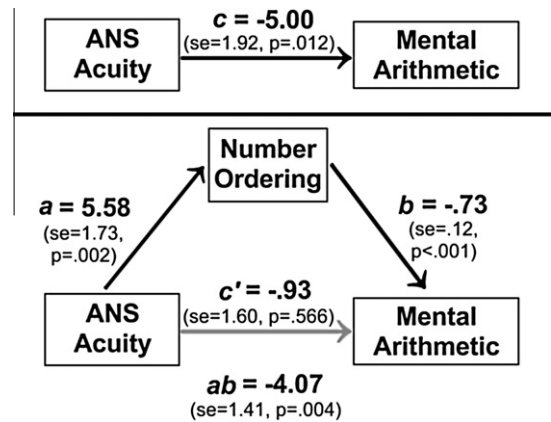 ANS
Acuity
c = -5.00
(se=1.92, p=.012)
Mental
Arithmetic
Number
Ordering
a = 5.58
(se=1.73,
p=.002)
b = -.73
(se=.12,
p<.001)
ANS
Acuity
c' = -.93
(se=1.60, p=.566)
Mental
Arithmetic
ab = -4.07
(se=1.41, p=.004)